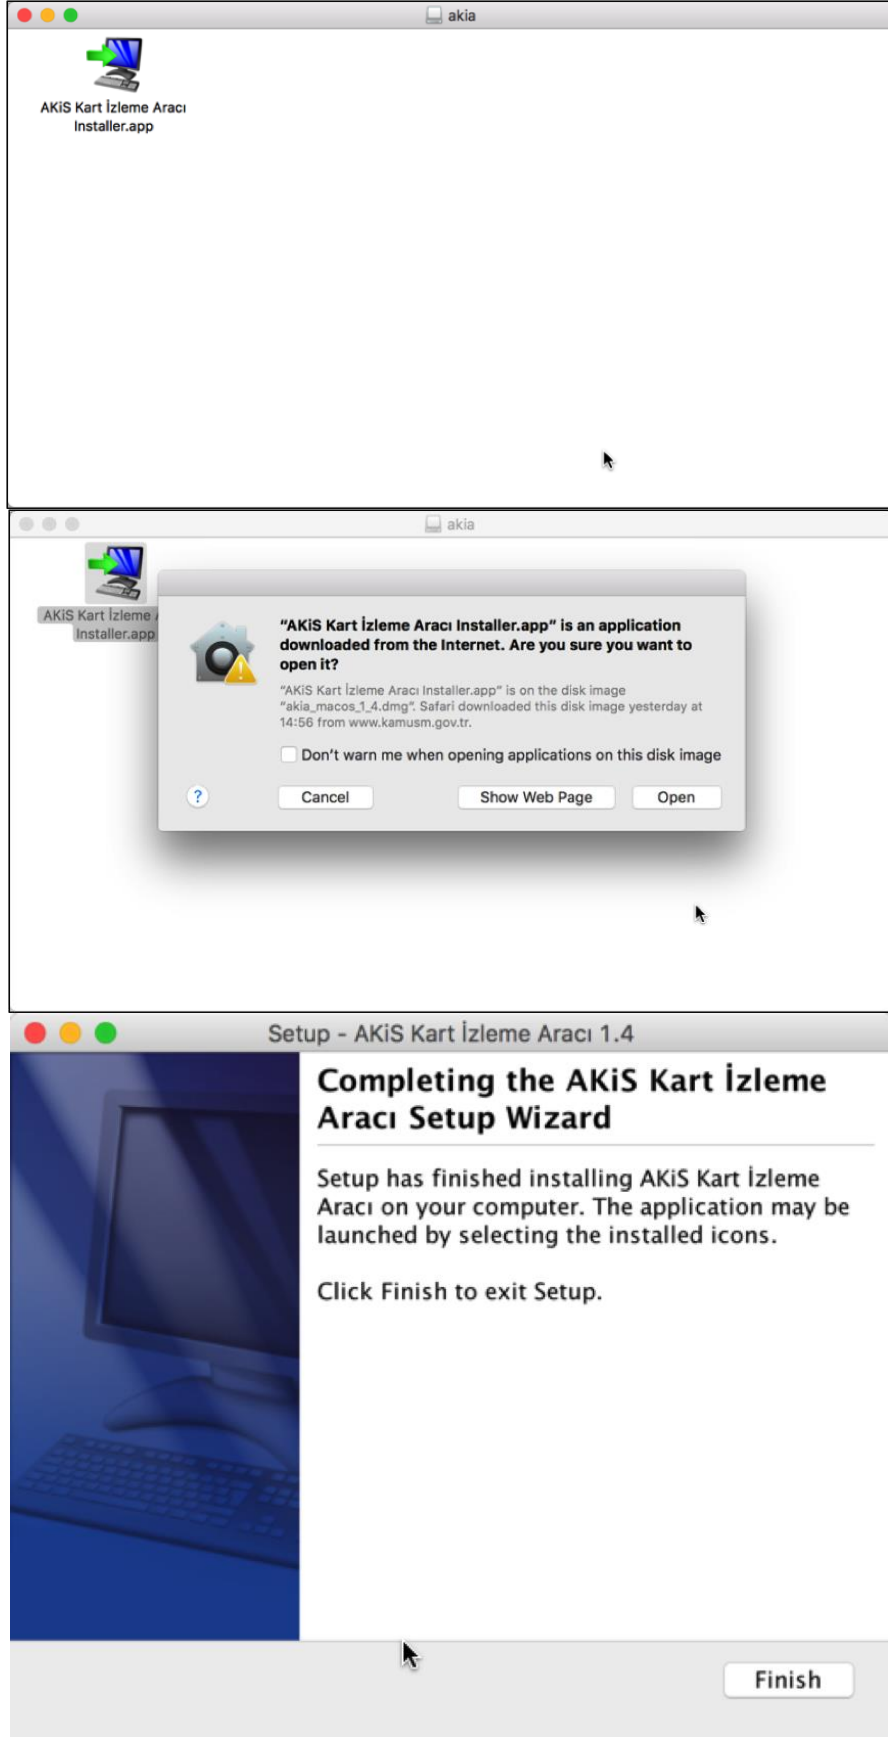 akia
AKiS Kart İzleme Aracı
Installer.app
akia
AKiS Kart İzleme
Installer.app
“AKiS Kart İzleme Aracı Installer.app” is an application
downloaded from the Internet. Are you sure you want to
open it?
“AKiS Kart İzleme Aracı Installer.app” is on the disk image
“akia_macos_1_4.dmg”. Safari downloaded this disk image yesterday at
14:56 from www.kamusm.gov.tr.
Don’t warn me when opening applications on this disk image
?
Cancel
Show Web Page
Open
Setup - AKiS Kart İzleme Aracı 1.4
Completing the AKiS Kart İzleme
Aracı Setup Wizard
Setup has finished installing AKiS Kart İzleme
Aracı on your computer. The application may be
launched by selecting the installed icons.
Click Finish to exit Setup.
Finish